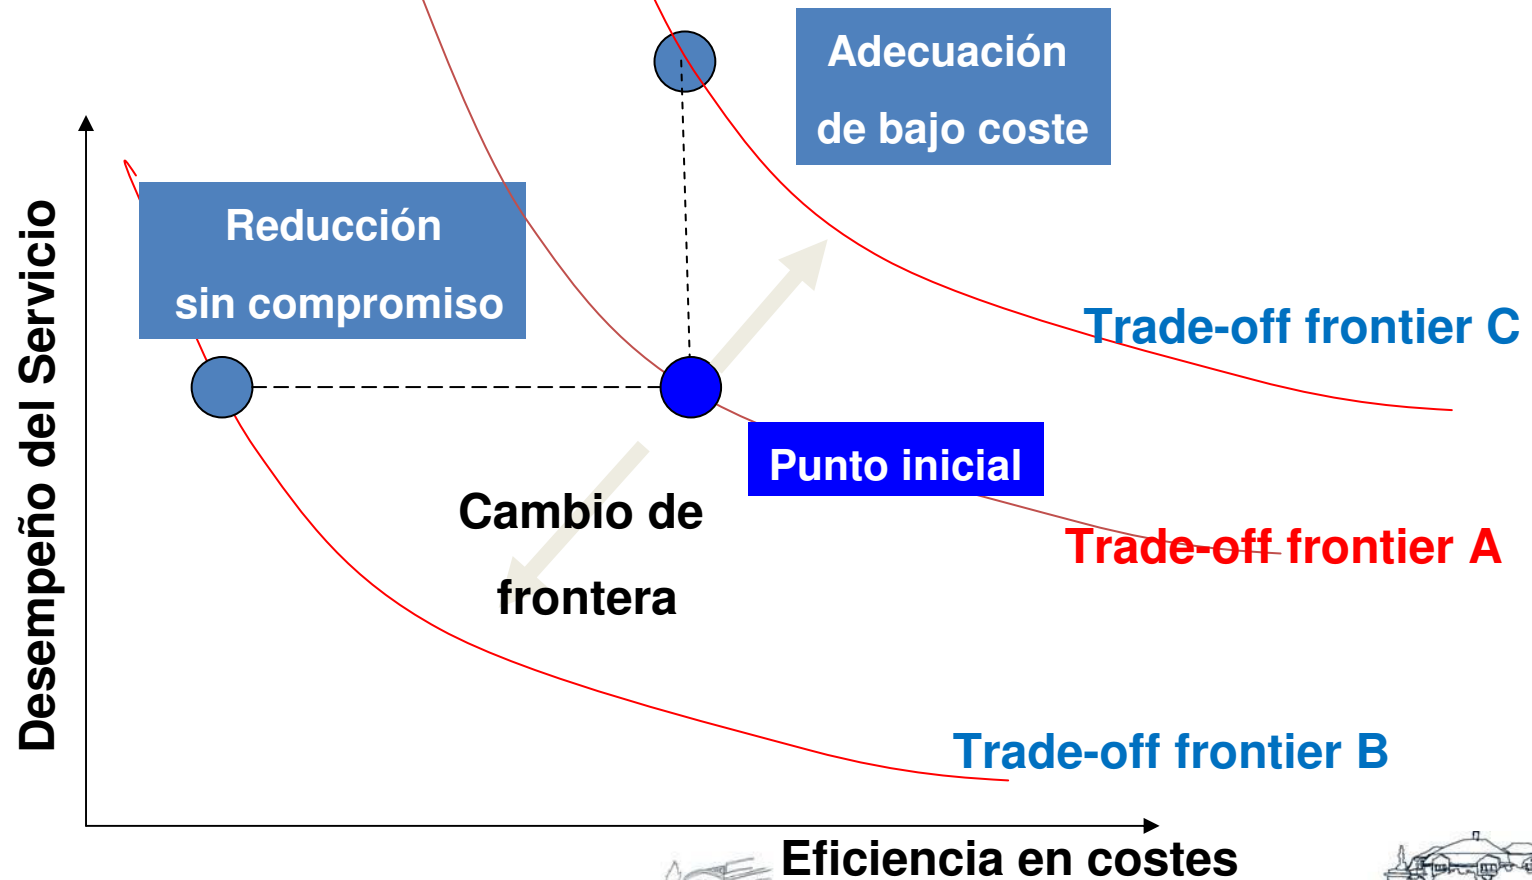 Adecuación
de bajo coste
Reducción
sin compromiso
Desempeño del Servicio
Trade-off frontier C
Punto inicial
Cambio de
frontera
Trade-off frontier A
Trade-off frontier B
Eficiencia en costes